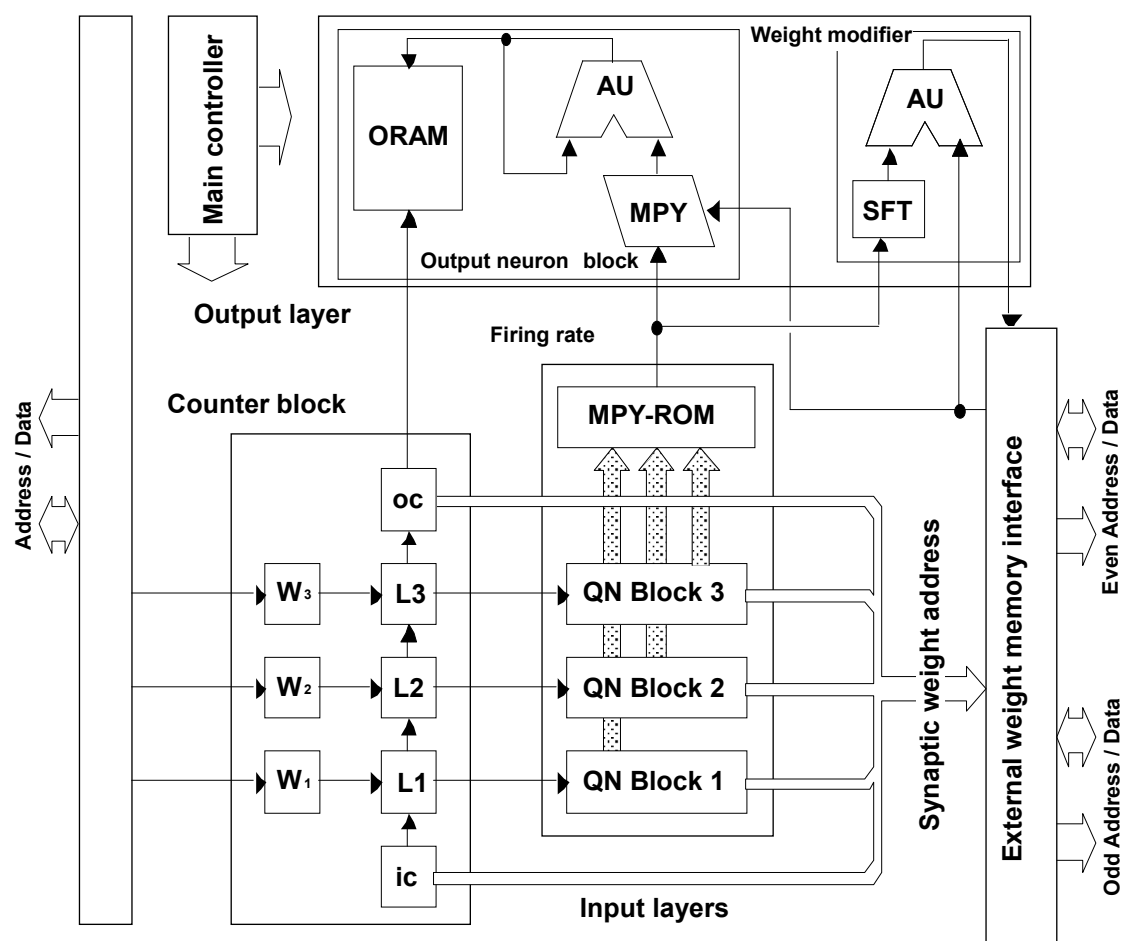 Main controller
ORAM
AU
MPY
Output neuron block
Weight modifier
AU
SFT
Output layer
Firing rate
Counter block
MPY-ROM
Address / Data
oc
W3
L3
QN Block 3
W2
L2
QN Block 2
W1
L1
QN Block 1
ic
Input layers
Synaptic weight address
External weight memory interface
Even Address / Data
Odd Address / Data